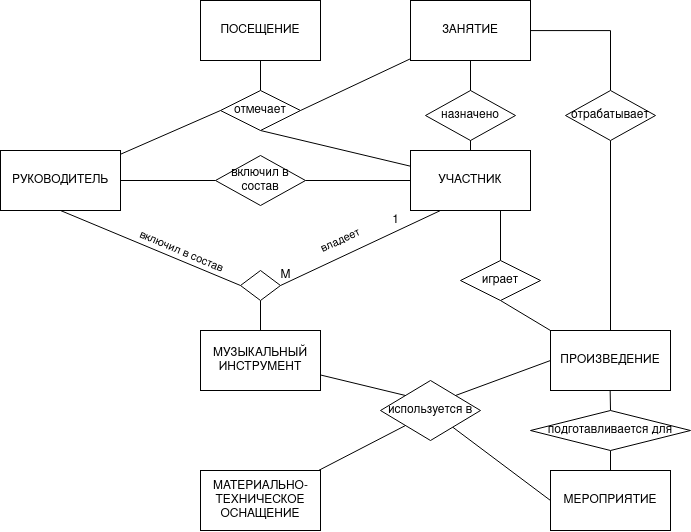 ПОСЕЩЕНИЕ
ЗАНЯТИЕ
отмечает
назначено
отрабатывает
РУКОВОДИТЕЛЬ
включил в
состав
УЧАСТНИК
1
владеет
включил в состав
М
играет
МУЗЫКАЛЬНЫЙ
ИНСТРУМЕНТ
ПРОИЗВЕДЕНИЕ
используется в
подготавливается для
МАТЕРИАЛЬНО-
ТЕХНИЧЕСКОЕ
ОСНАЩЕНИЕ
МЕРОПРИЯТИЕ